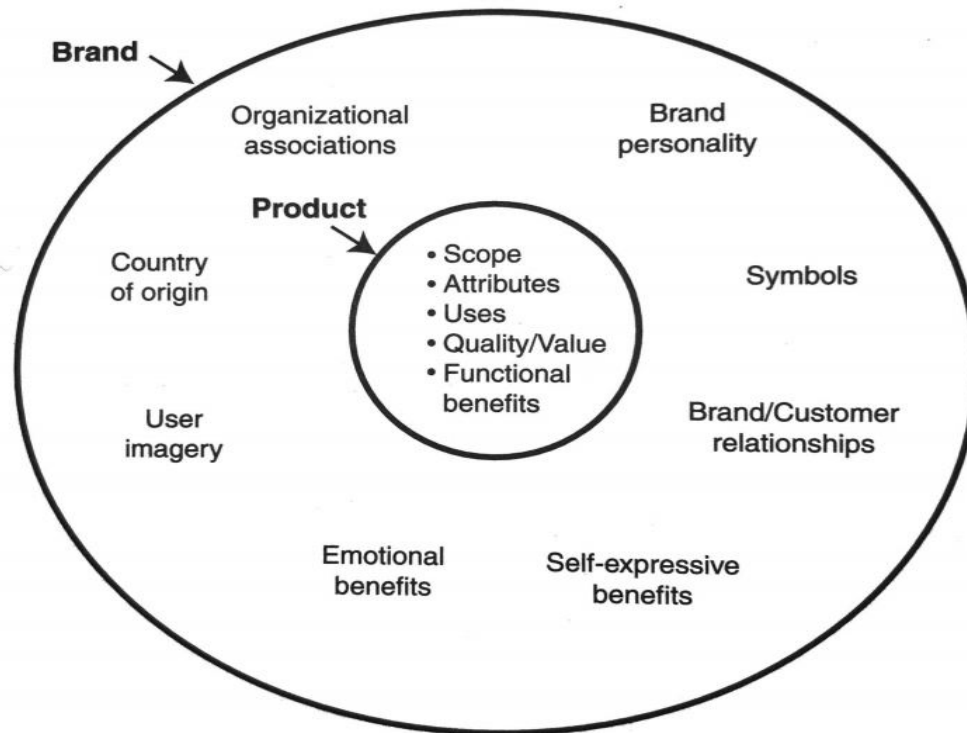 Brand
Organizational
associations
Brand
personality
Product
• Scope
• Attributes
• Uses
• Quality/Value
• Functional
benefits
Country
of origin
Symbols
User
imagery
Brand/Customer
relationships
Emotional
benefits
Self-expressive
benefits